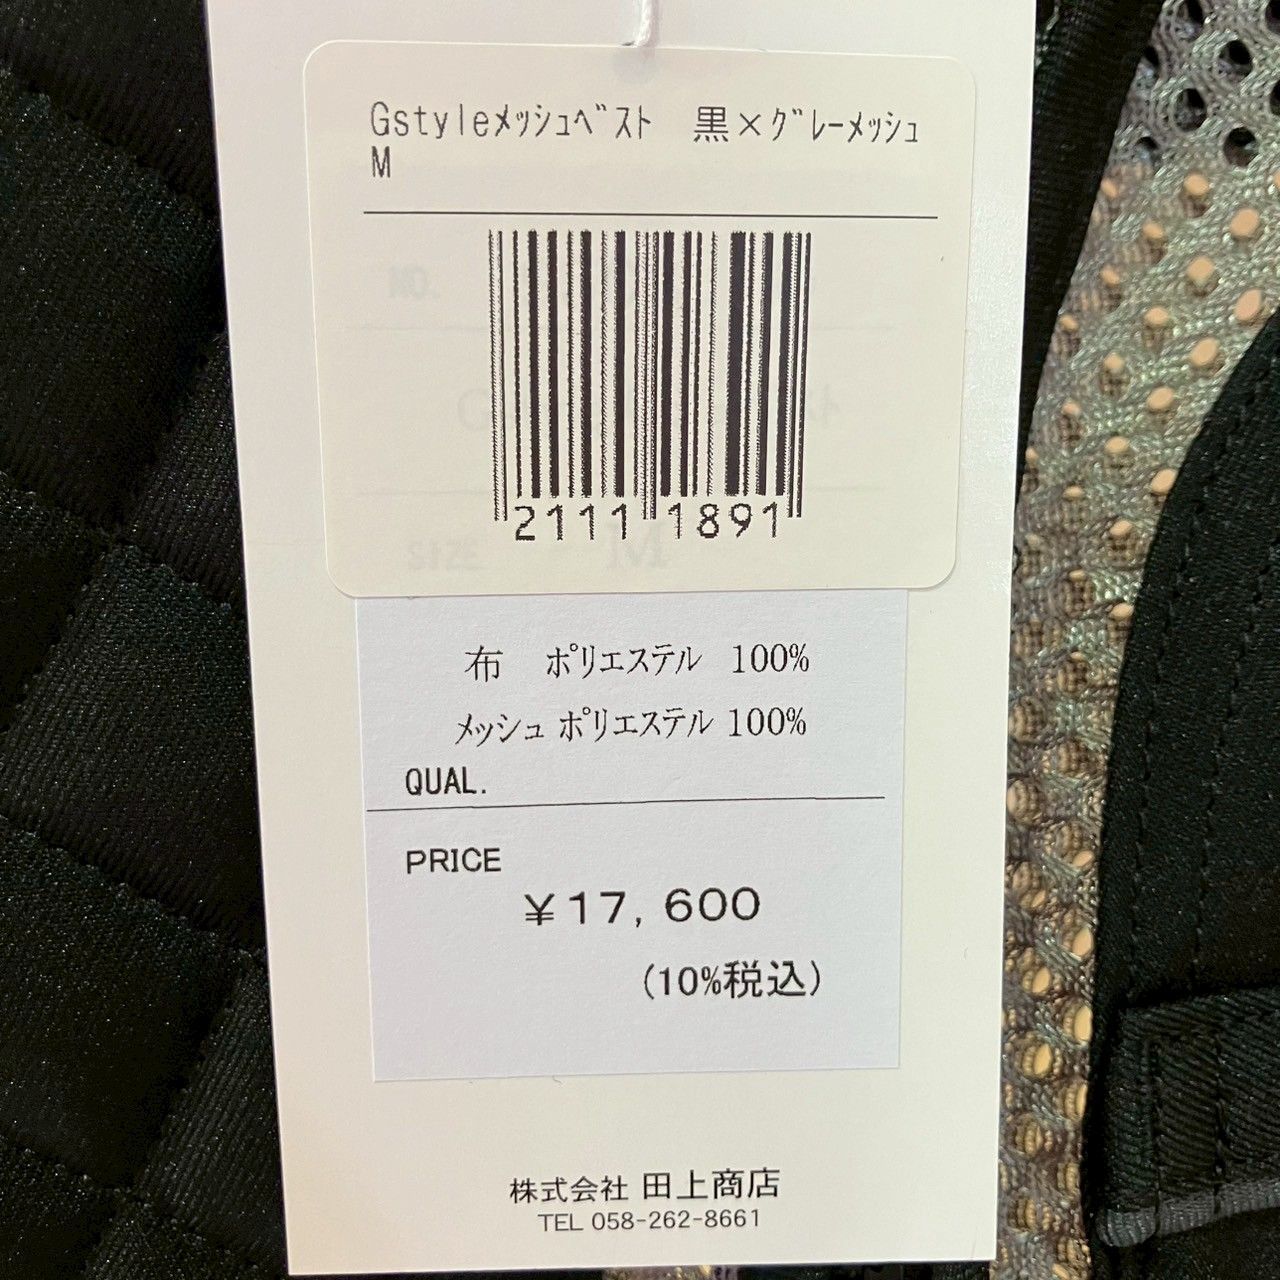 Gstyleメッシュベスト　黒×グレーメッシュ
M
NO.
2111 1891
SIZE M
布　ポリエステル　100%
メッシュ ポリエステル 100%
QUAL.
PRICE
￥17,600
(10%税込)
株式会社 田上商店
TEL 058-262-8661